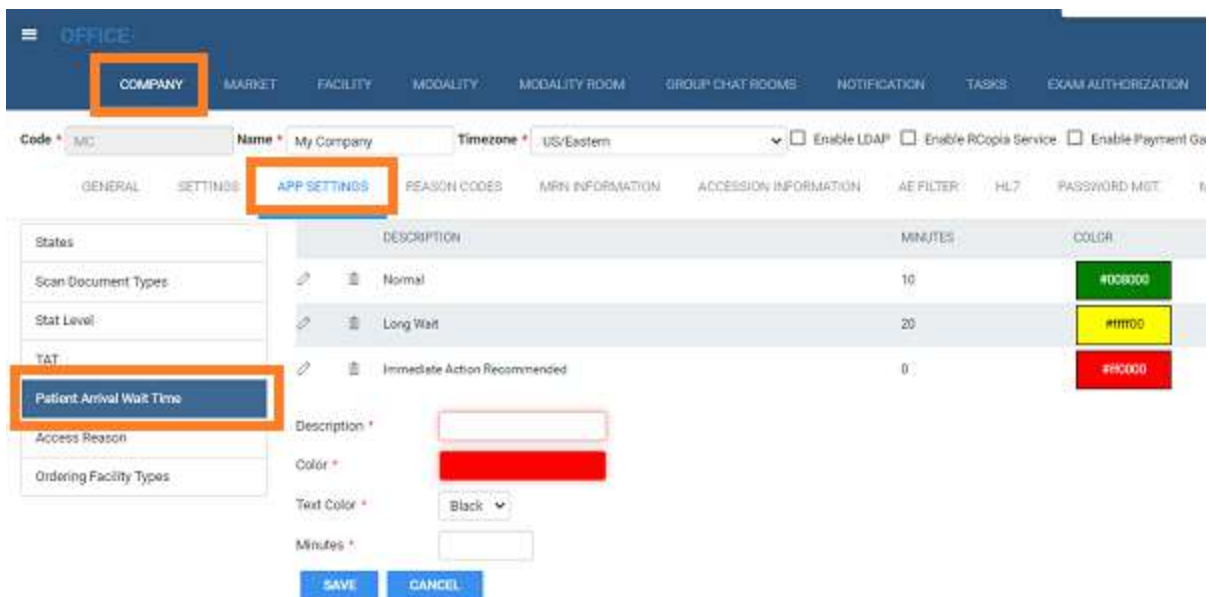 OFFICE
COMPANY MARKET FACILITY MODALITY MODALITY ROOM GROUP CHAT ROOMS NOTIFICATION TASKS EXAM AUTHORIZATION
Code * MC Name * My Company Timezone * US/Eastern Enable LDAP Enable RCopia Service Enable Payment Ga
GENERAL SETTINGS APP SETTINGS REASON CODES MRN INFORMATION ACCESSION INFORMATION AE FILTER HL7 PASSWORD MGT.
States
Scan Document Types
Stat Level
TAT
Patient Arrival Wait Time
Access Reason
Ordering Facility Types
DESCRIPTION MINUTES COLOR
Normal 10 #008000
Long Wait 20 #ffff00
Immediate Action Recommended 0 #ff0000
Description *
Color *
Text Color * Black
Minutes *
SAVE CANCEL